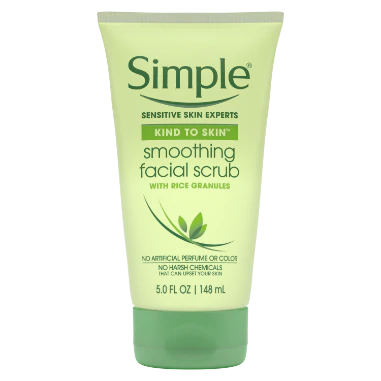 Simple®
SENSITIVE SKIN EXPERTS
KIND TO SKIN™
smoothing
facial scrub
WITH RICE GRANULES
NO ARTIFICIAL PERFUME OR COLOR
NO HARSH CHEMICALS
THAT CAN UPSET YOUR SKIN
5.0 FL OZ | 148 mL